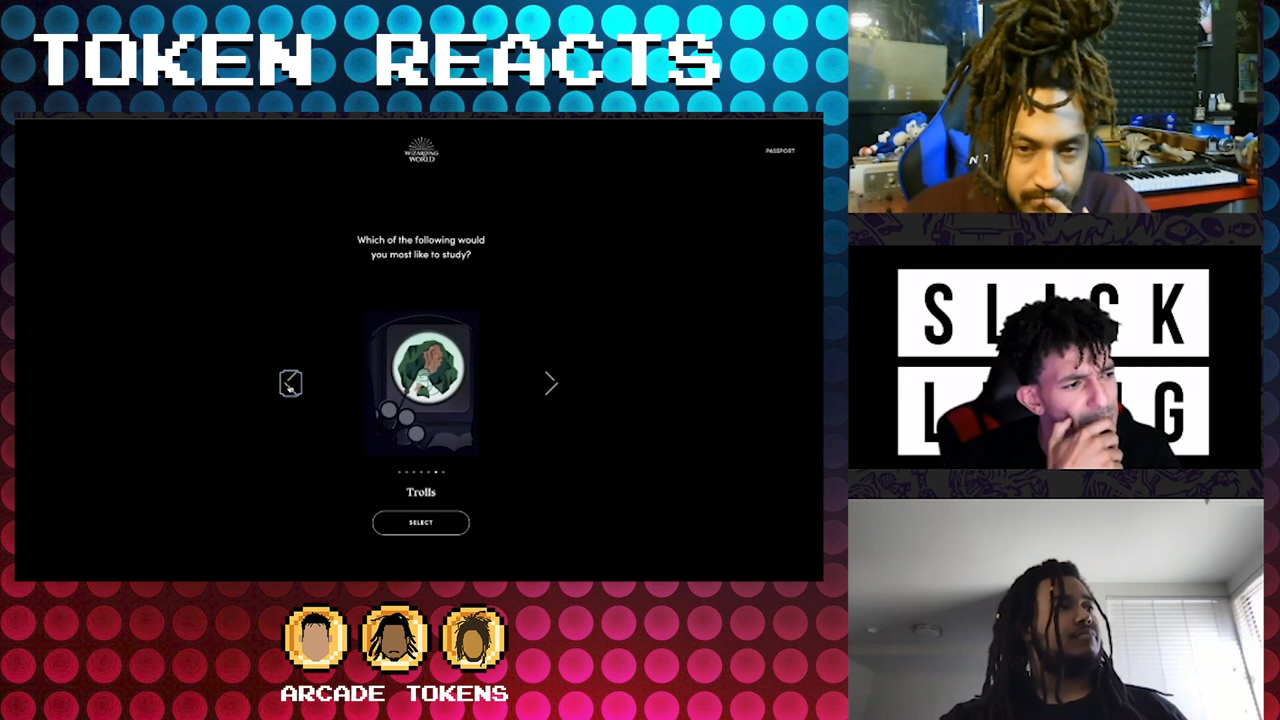 TOKEN REACTS
WIZARDING
WORLD
PASSPORT
Which of the following would
you most like to study?
Trolls
SELECT
ARCADE TOKENS